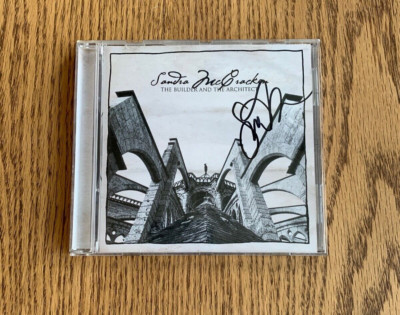 Sandra McCracken
THE BUILDER AND THE ARCHITECT